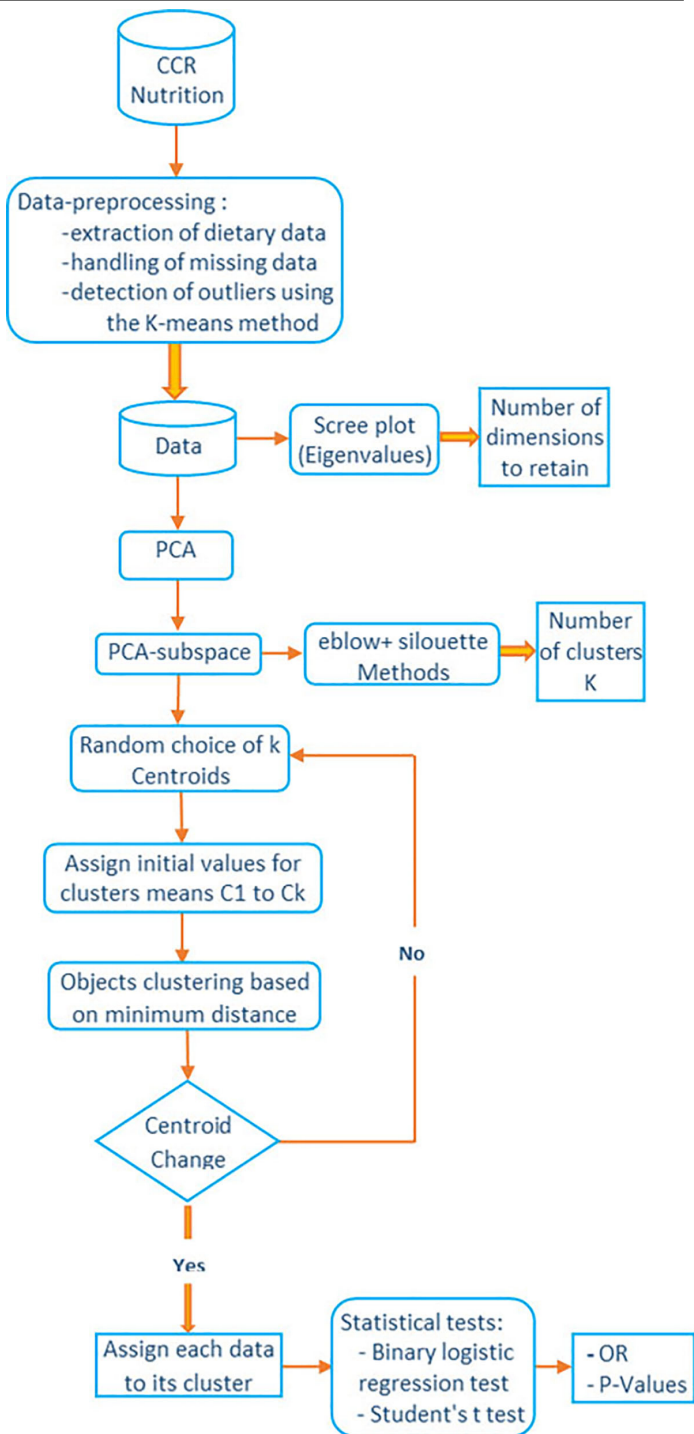 CCR
Nutrition
Data-preprocessing :
-extraction of dietary data
-handling of missing data
-detection of outliers using
the K-means method
Data
Scree plot
(Eigenvalues)
Number of
dimensions
to retain
PCA
PCA-subspace
eblow+ silouette
Methods
Number
of clusters
K
Random choice of k
Centroids
Assign initial values for
clusters means C1 to Ck
Objects clustering based
on minimum distance
No
Centroid
Change
Yes
Assign each data
to its cluster
Statistical tests:
- Binary logistic
regression test
- Student's t test
- OR
- P-Values